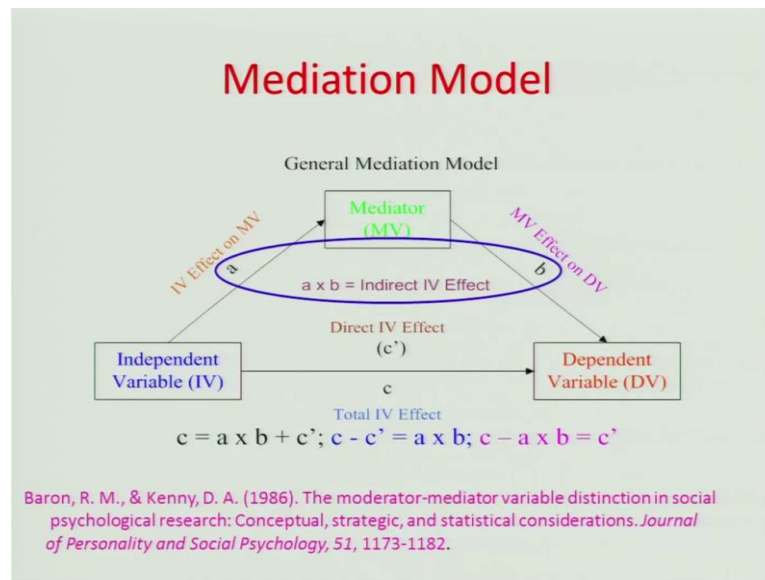 Mediation Model
General Mediation Model
Mediator
(MV)
IV Effect on MV
MV Effect on DV
a
b
a x b = Indirect IV Effect
Direct IV Effect
(c’)
Independent
Variable (IV)
Dependent
Variable (DV)
c
Total IV Effect
c = a x b + c’; c - c’ = a x b; c – a x b = c’
Baron, R. M., & Kenny, D. A. (1986). The moderator-mediator variable distinction in social
psychological research: Conceptual, strategic, and statistical considerations. Journal
of Personality and Social Psychology, 51, 1173-1182.